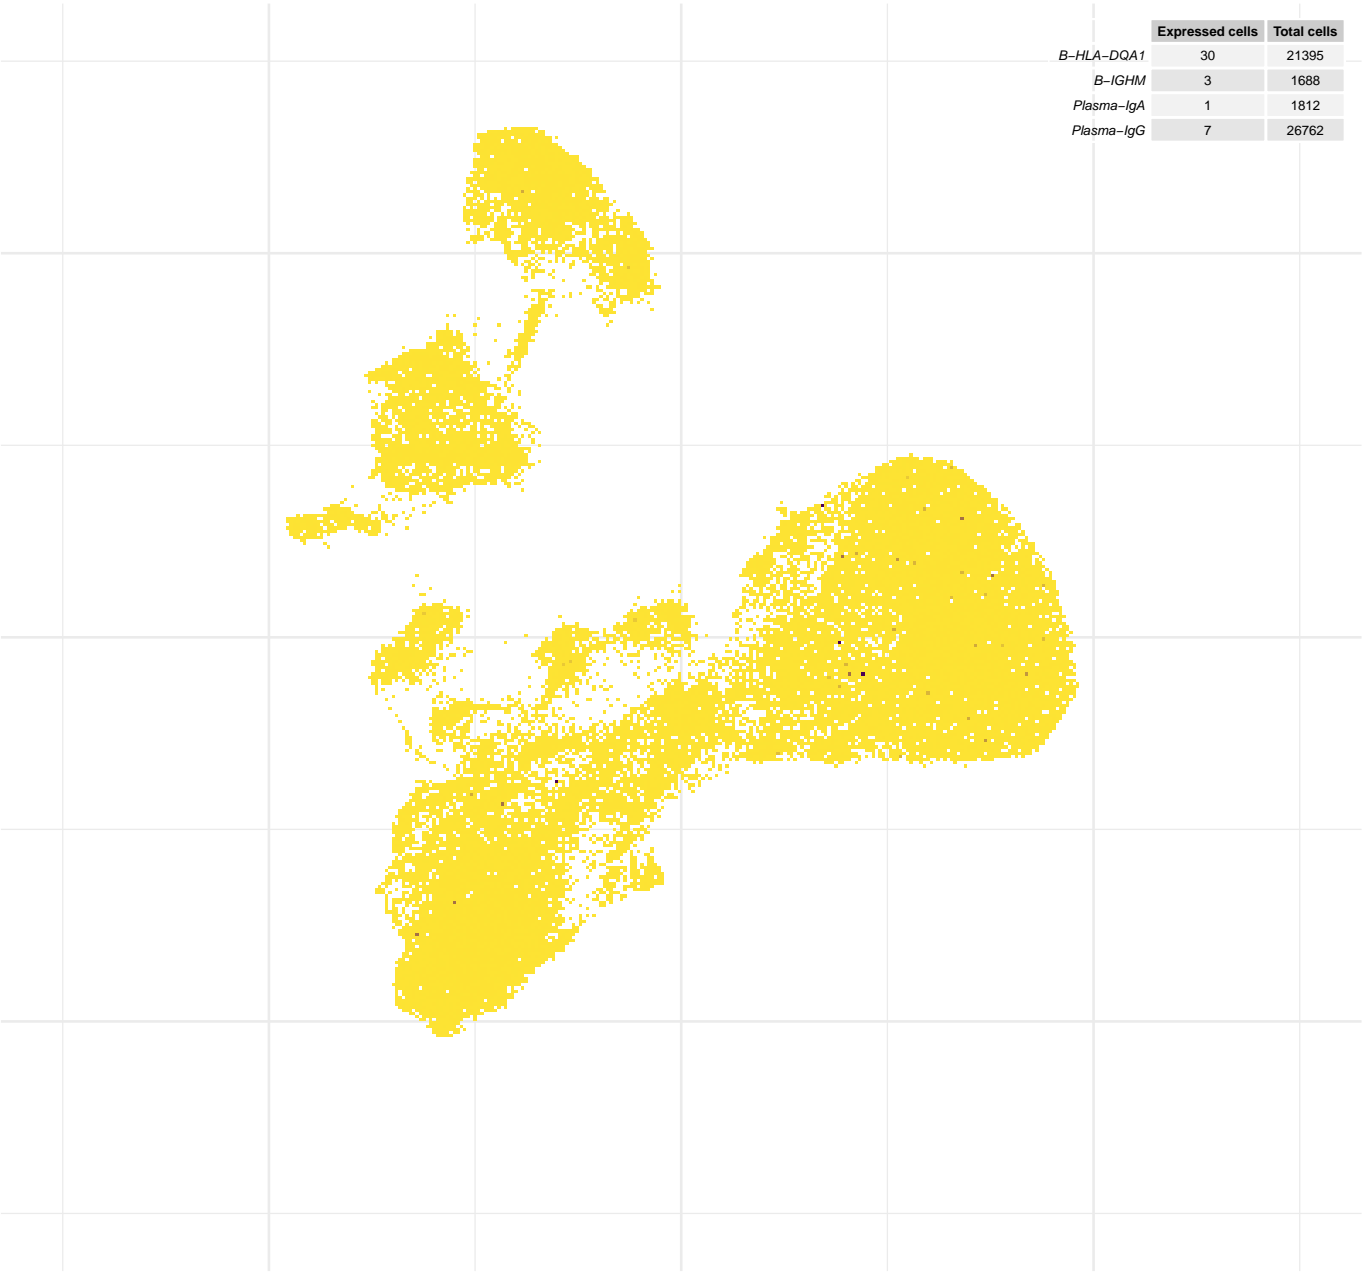 Expressed cells Total cells
B−HLA−DQA1 30 21395
B−IGHM 3 1688
Plasma−IgA 1 1812
Plasma−IgG 7 26762